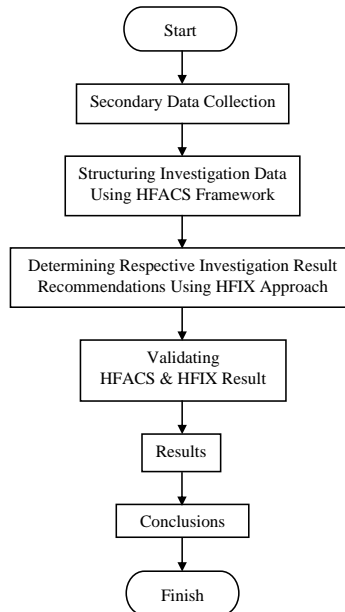 Start
Secondary Data Collection
Structuring Investigation Data
Using HFACS Framework
Determining Respective Investigation Result
Recommendations Using HFIX Approach
Validating
HFACS & HFIX Result
Results
Conclusions
Finish